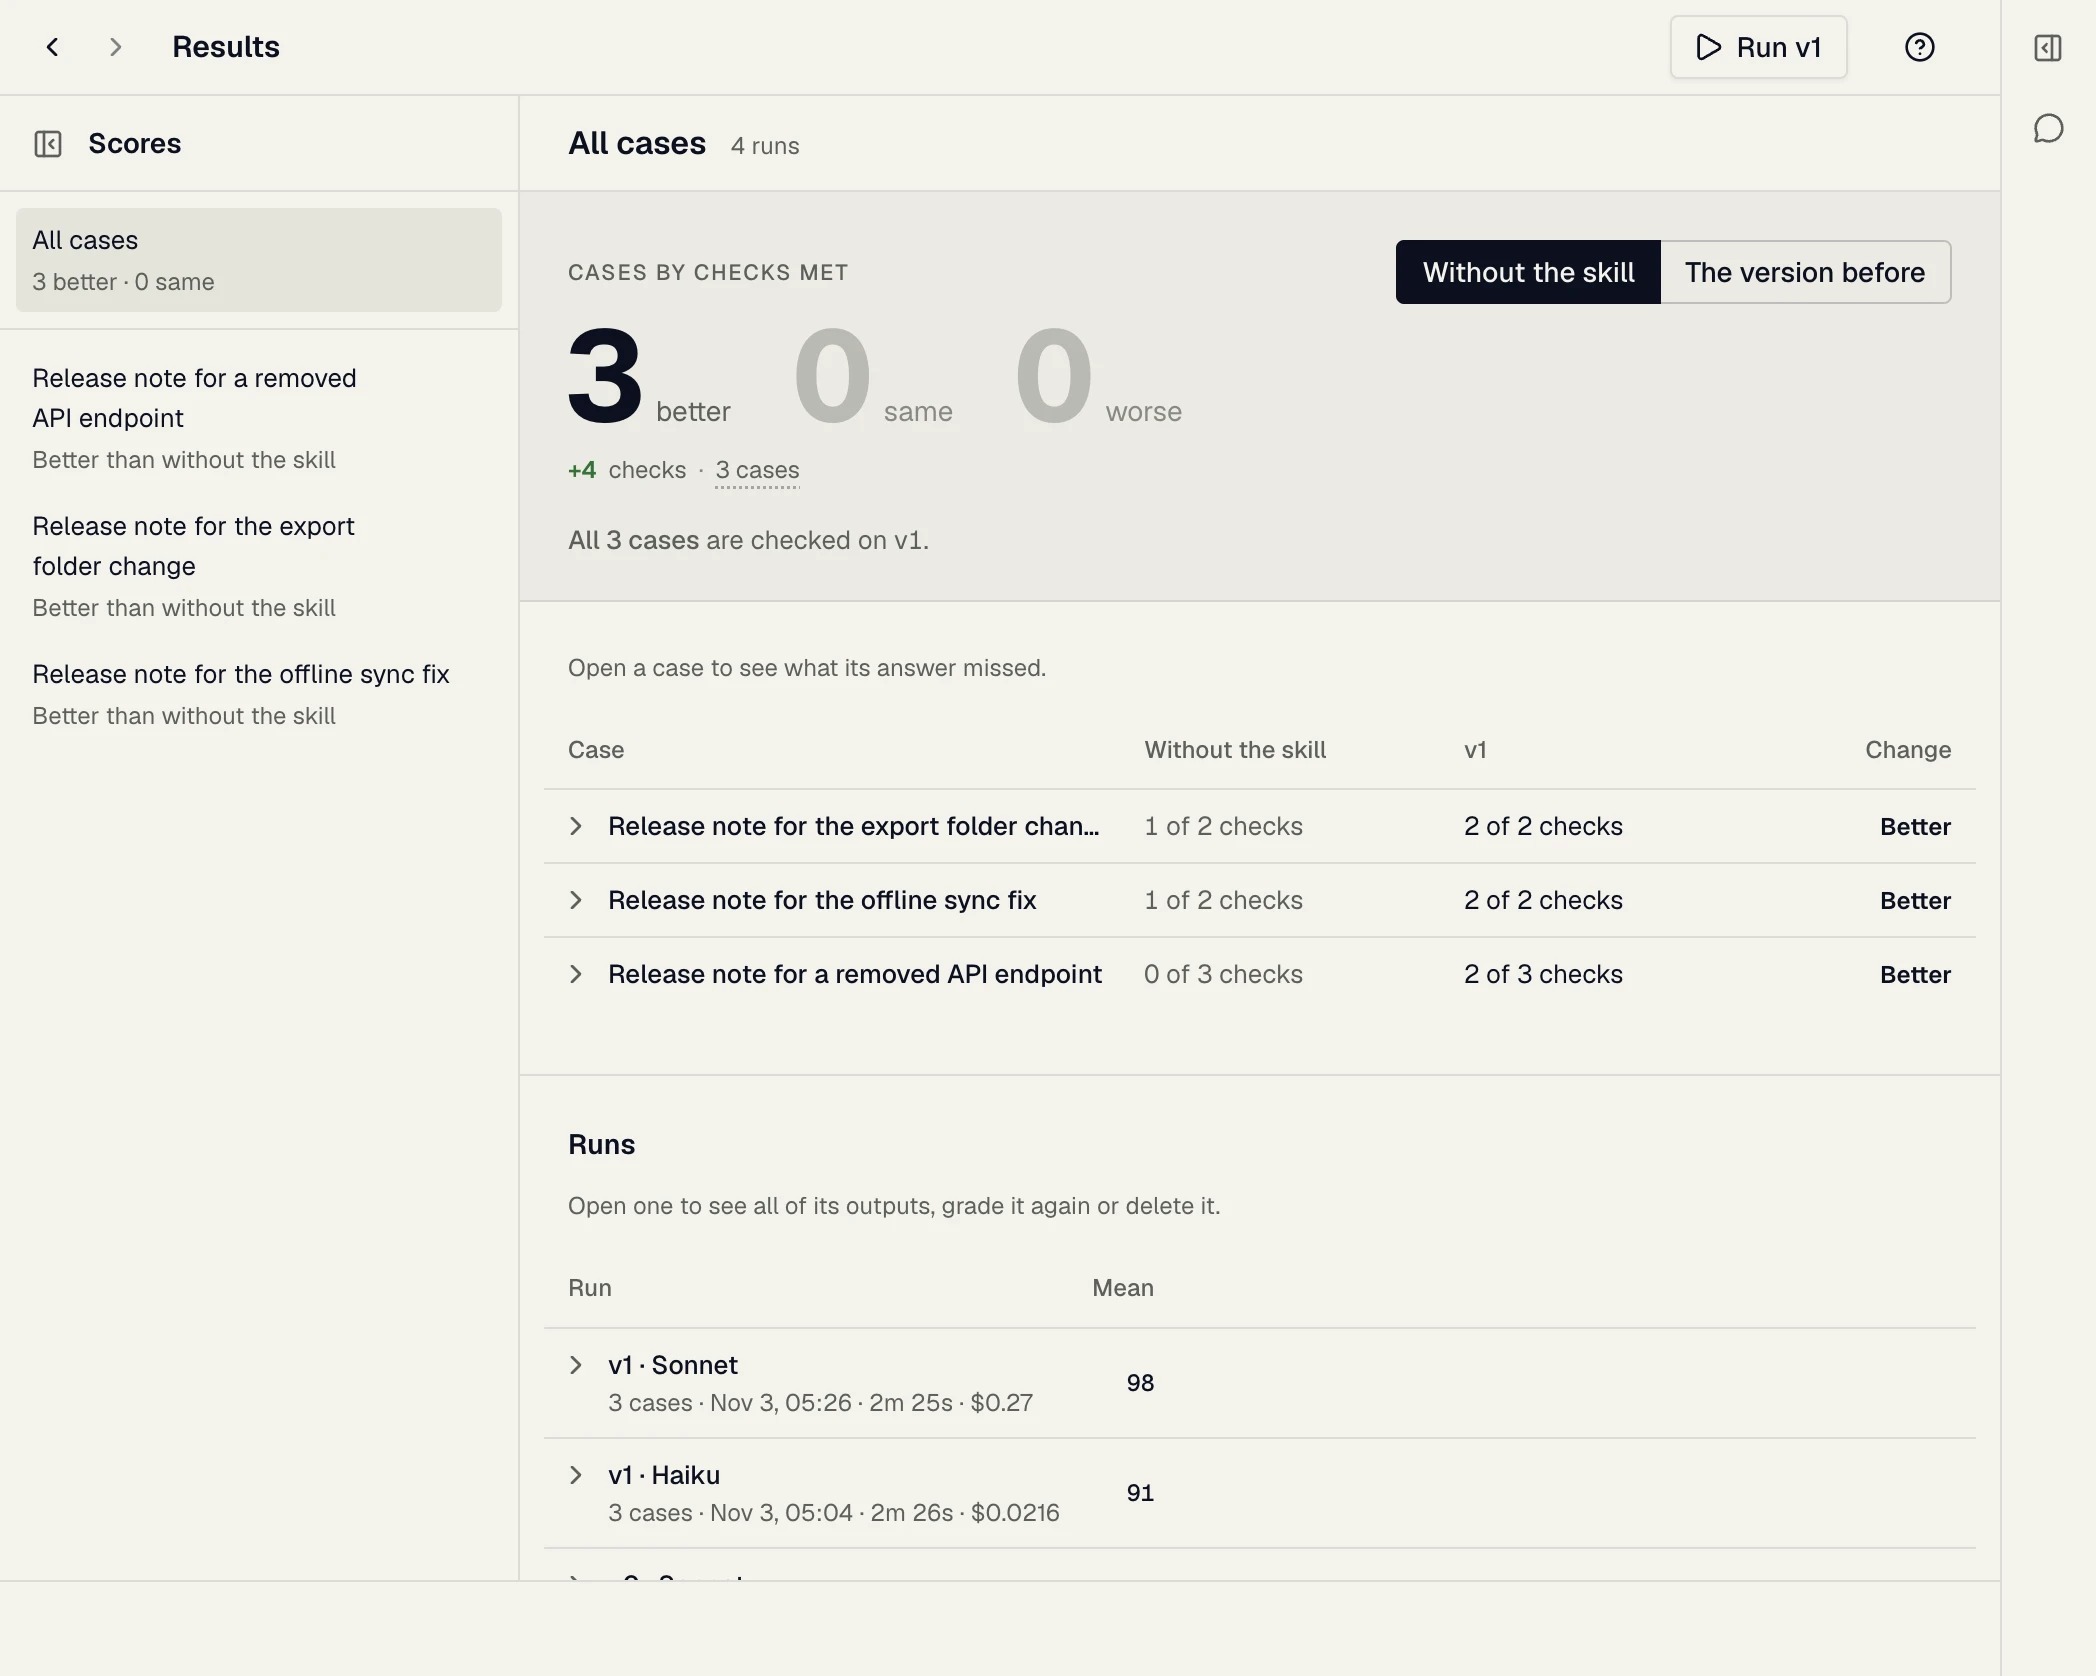 Results
Run v1
Scores
All cases
3 better · 0 same
Release note for a removed
API endpoint
Better than without the skill
Release note for the export
folder change
Better than without the skill
Release note for the offline sync fix
Better than without the skill
All cases 4 runs
CASES BY CHECKS MET
Without the skill The version before
3 better 0 same 0 worse
+4 checks · 3 cases
All 3 cases are checked on v1.
Open a case to see what its answer missed.
Case Without the skill v1 Change
Release note for the export folder chan... 1 of 2 checks 2 of 2 checks Better
Release note for the offline sync fix 1 of 2 checks 2 of 2 checks Better
Release note for a removed API endpoint 0 of 3 checks 2 of 3 checks Better
Runs
Open one to see all of its outputs, grade it again or delete it.
Run Mean
v1 · Sonnet
3 cases · Nov 3, 05:26 · 2m 25s · $0.27
98
v1 · Haiku
3 cases · Nov 3, 05:04 · 2m 26s · $0.0216
91